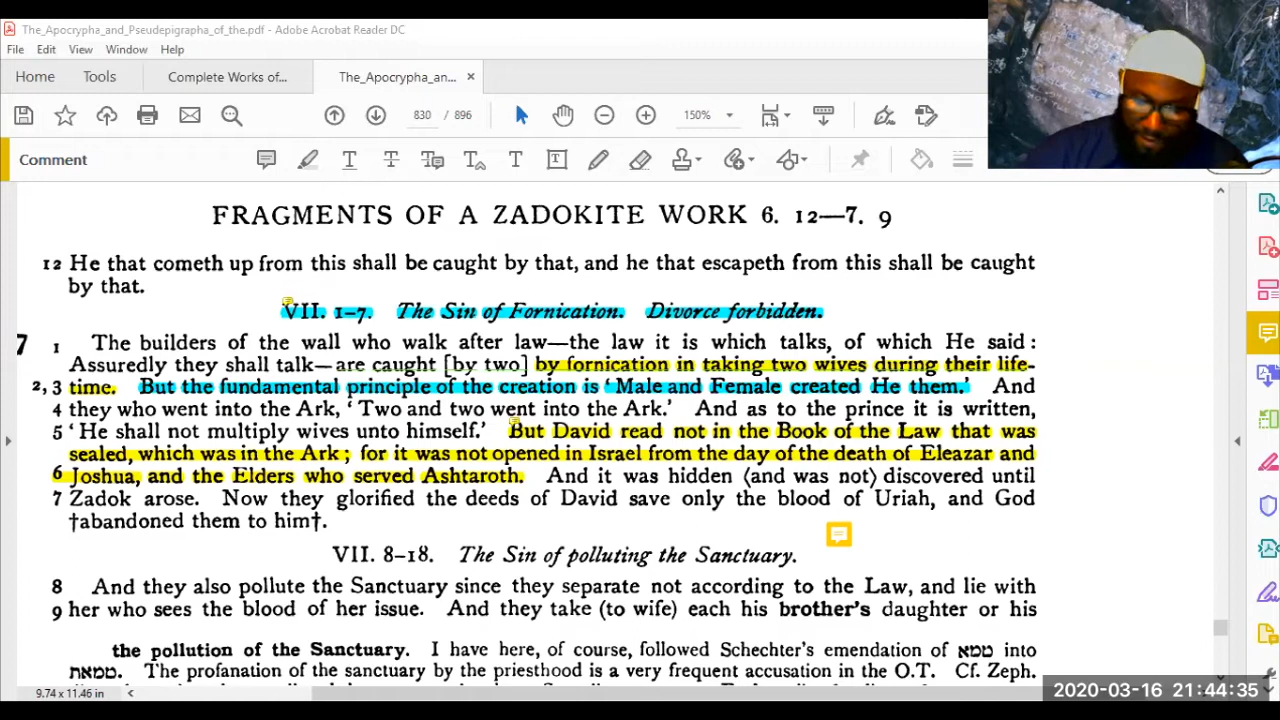 The_Apocrypha_and_Pseudepigrapha_of_the.pdf - Adobe Acrobat Reader DC
File Edit View Window Help
Home Tools Complete Works of... The_Apocrypha_an... ×
830 / 896 150%
Comment
FRAGMENTS OF A ZADOKITE WORK 6. 12—7. 9
12 He that cometh up from this shall be caught by that, and he that escapeth from this shall be caught
by that.
VII. 1–7. The Sin of Fornication. Divorce forbidden.
7 1 The builders of the wall who walk after law—the law it is which talks, of which He said:
Assuredly they shall talk—are caught [by two] by fornication in taking two wives during their life-
2, 3 time. But the fundamental principle of the creation is ‘Male and Female created He them.’ And
4 they who went into the Ark, ‘Two and two went into the Ark.’ And as to the prince it is written,
5 ‘He shall not multiply wives unto himself.’ But David read not in the Book of the Law that was
sealed, which was in the Ark; for it was not opened in Israel from the day of the death of Eleazar and
6 Joshua, and the Elders who served Ashtaroth. And it was hidden ⟨and was not⟩ discovered until
7 Zadok arose. Now they glorified the deeds of David save only the blood of Uriah, and God
†abandoned them to him†.
VII. 8–18. The Sin of polluting the Sanctuary.
8 And they also pollute the Sanctuary since they separate not according to the Law, and lie with
9 her who sees the blood of her issue. And they take (to wife) each his brother's daughter or his
the pollution of the Sanctuary. I have here, of course, followed Schechter's emendation of טמא into
טמאת. The profanation of the sanctuary by the priesthood is a very frequent accusation in the O.T. Cf. Zeph.
9.74 x 11.46 in
2020-03-16 21:44:35